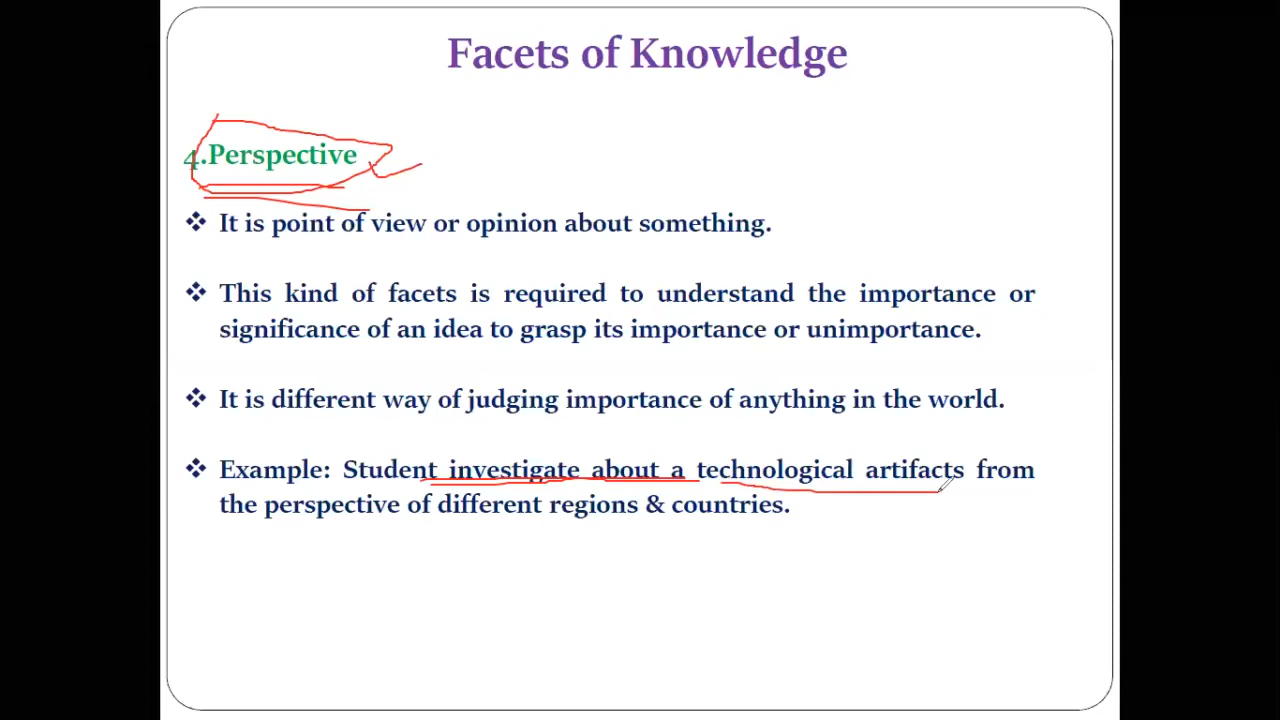 Facets of Knowledge
4.Perspective
❖ It is point of view or opinion about something.
❖ This kind of facets is required to understand the importance or
significance of an idea to grasp its importance or unimportance.
❖ It is different way of judging importance of anything in the world.
❖ Example: Student investigate about a technological artifacts from
the perspective of different regions & countries.